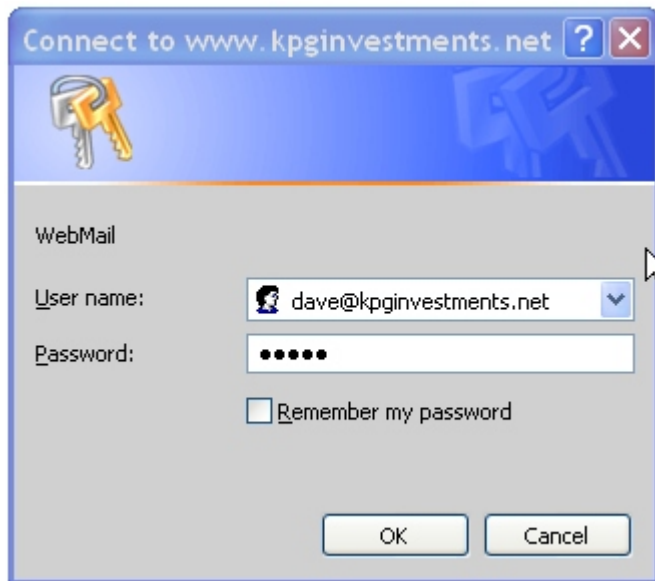 Connect to www.kpginvestments.net
WebMail
User name: dave@kpginvestments.net
Password: •••••
Remember my password
OK Cancel